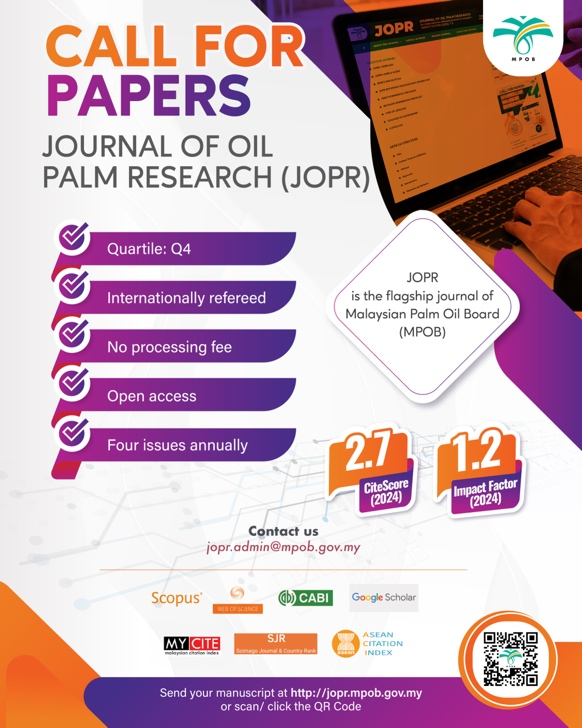 CALL FOR
PAPERS
JOURNAL OF OIL
PALM RESEARCH (JOPR)
JOPR
MPOB
Quartile: Q4
Internationally refereed
No processing fee
Open access
Four issues annually
JOPR
is the flagship journal of
Malaysian Palm Oil Board
(MPOB)
2.7
CiteScore
(2024)
1.2
Impact Factor
(2024)
Contact us
jopr.admin@mpob.gov.my
Scopus
WEB OF SCIENCE
CABI
Google Scholar
MYCITE
malaysian citation index
SJR
Scimago Journal & Country Rank
ASEAN
CITATION
INDEX
Send your manuscript at http://jopr.mpob.gov.my
or scan/ click the QR Code